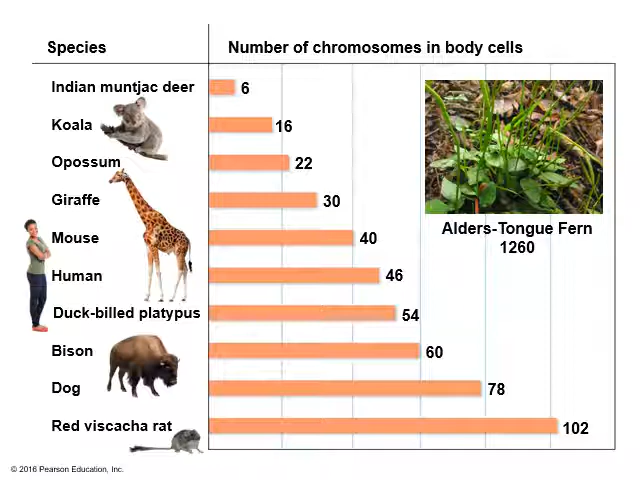 Species
Number of chromosomes in body cells
Indian muntjac deer 6
Koala 16
Opossum 22
Giraffe 30
Mouse 40
Human 46
Duck-billed platypus 54
Bison 60
Dog 78
Red viscacha rat 102
Alders-Tongue Fern
1260
© 2016 Pearson Education, Inc.